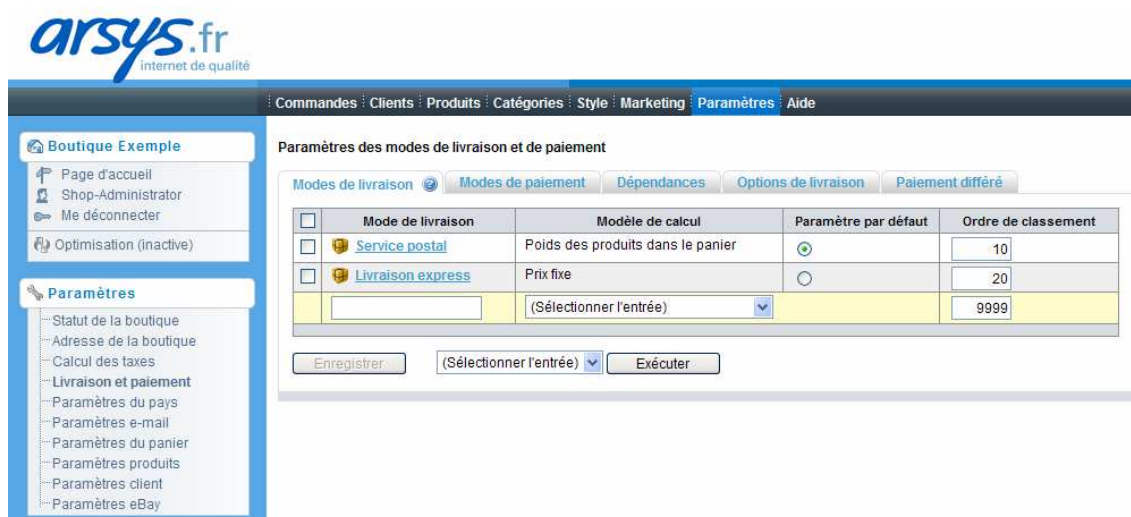 arsys.fr
internet de qualité
Commandes Clients Produits Catégories Style Marketing Paramètres Aide
Boutique Exemple
Page d'accueil
Shop-Administrator
Me déconnecter
Optimisation (inactive)
Paramètres
Statut de la boutique
Adresse de la boutique
Calcul des taxes
Livraison et paiement
Paramètres du pays
Paramètres e-mail
Paramètres du panier
Paramètres produits
Paramètres client
Paramètres eBay
Paramètres des modes de livraison et de paiement
Modes de livraison ? Modes de paiement Dépendances Options de livraison Paiement différé
Mode de livraison Modèle de calcul Paramètre par défaut Ordre de classement
Service postal Poids des produits dans le panier 10
Livraison express Prix fixe 20
(Sélectionner l'entrée) 9999
Enregistrer (Sélectionner l'entrée) Exécuter